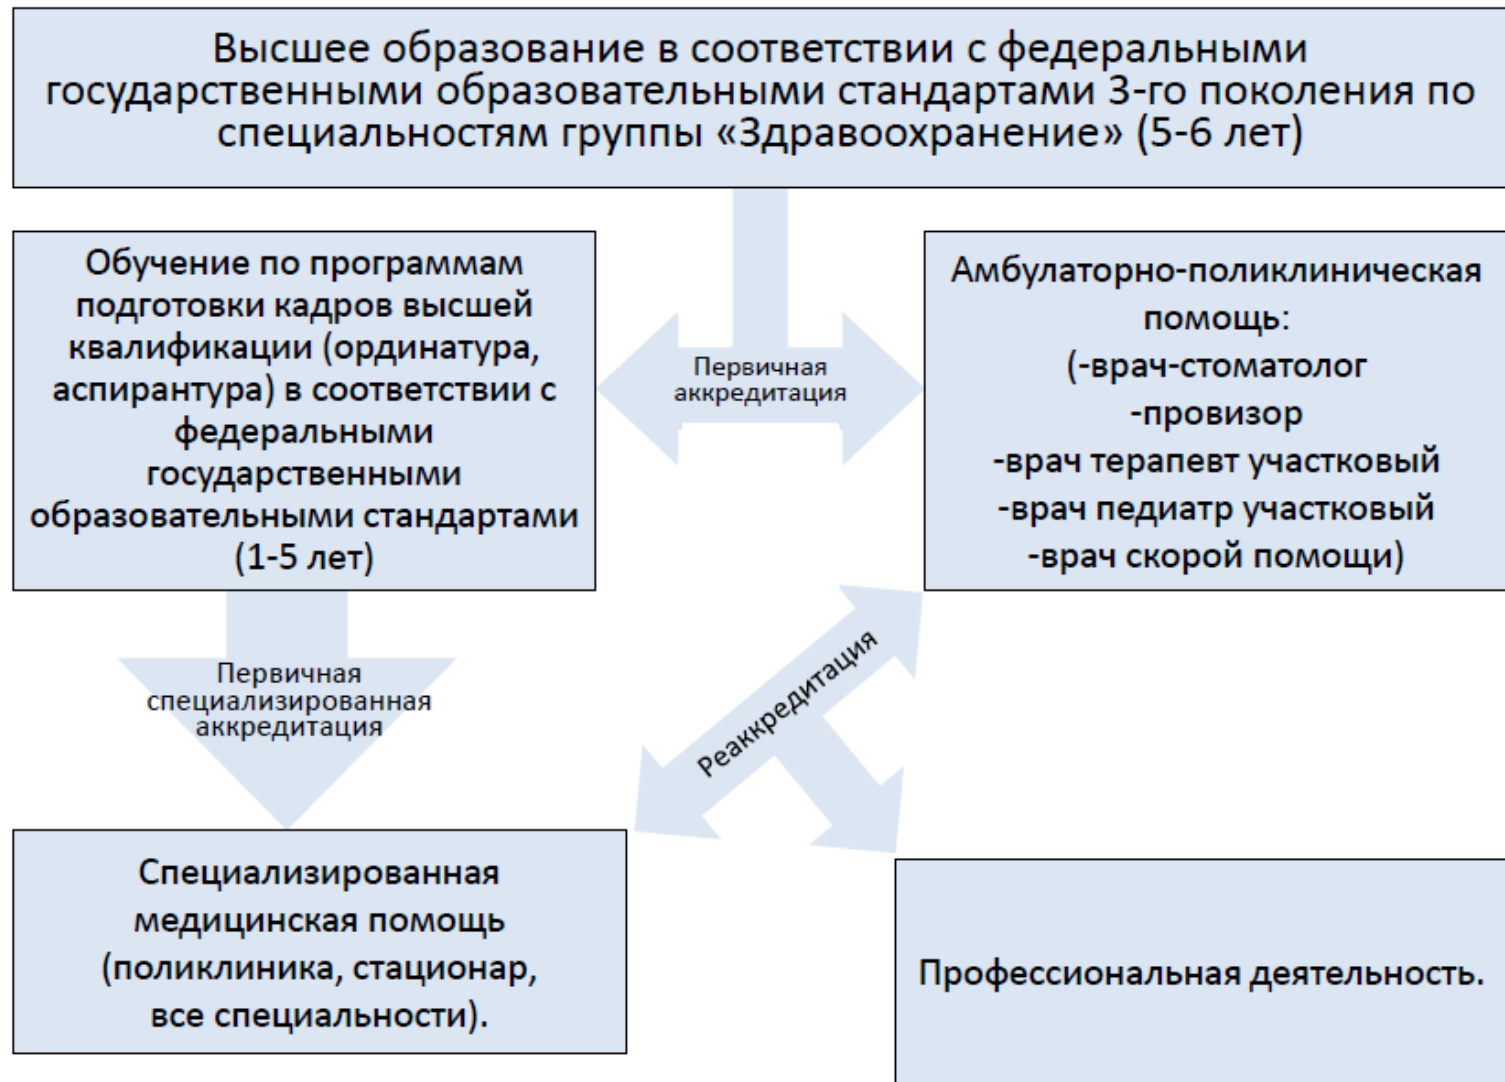 Высшее образование в соответствии с федеральными
государственными образовательными стандартами 3-го поколения по
специальностям группы «Здравоохранение» (5-6 лет)
Обучение по программам
подготовки кадров высшей
квалификации (ординатура,
аспирантура) в соответствии с
федеральными
государственными
образовательными стандартами
(1-5 лет)
Первичная
аккредитация
Амбулаторно-поликлиническая
помощь:
(-врач-стоматолог
-провизор
-врач терапевт участковый
-врач педиатр участковый
-врач скорой помощи)
Первичная
специализированная
аккредитация
Реаккредитация
Специализированная
медицинская помощь
(поликлиника, стационар,
все специальности).
Профессиональная деятельность.